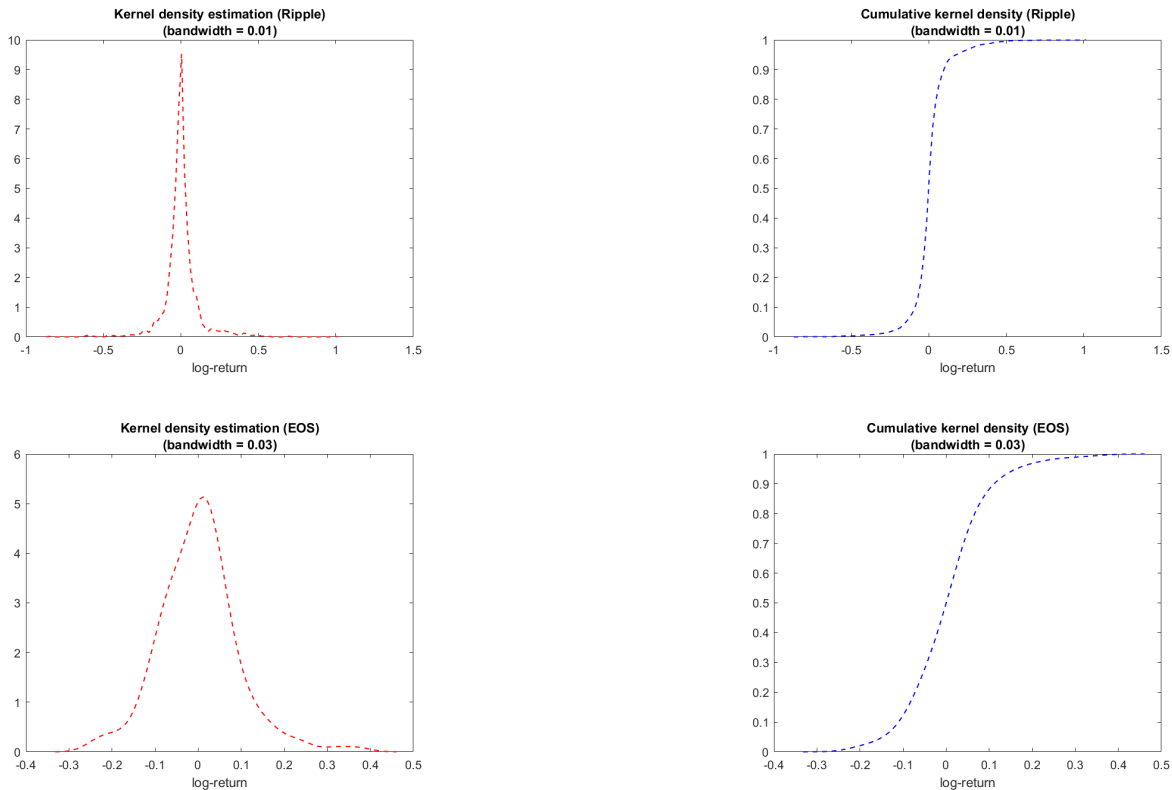 Kernel density estimation (Ripple)
(bandwidth = 0.01)
10
9
8
7
6
5
4
3
2
1
0
-1 -0.5 0 0.5 1 1.5
log-return
Cumulative kernel density (Ripple)
(bandwidth = 0.01)
1
0.9
0.8
0.7
0.6
0.5
0.4
0.3
0.2
0.1
0
-1 -0.5 0 0.5 1 1.5
log-return
Kernel density estimation (EOS)
(bandwidth = 0.03)
6
5
4
3
2
1
0
-0.4 -0.3 -0.2 -0.1 0 0.1 0.2 0.3 0.4 0.5
log-return
Cumulative kernel density (EOS)
(bandwidth = 0.03)
1
0.9
0.8
0.7
0.6
0.5
0.4
0.3
0.2
0.1
0
-0.4 -0.3 -0.2 -0.1 0 0.1 0.2 0.3 0.4 0.5
log-return